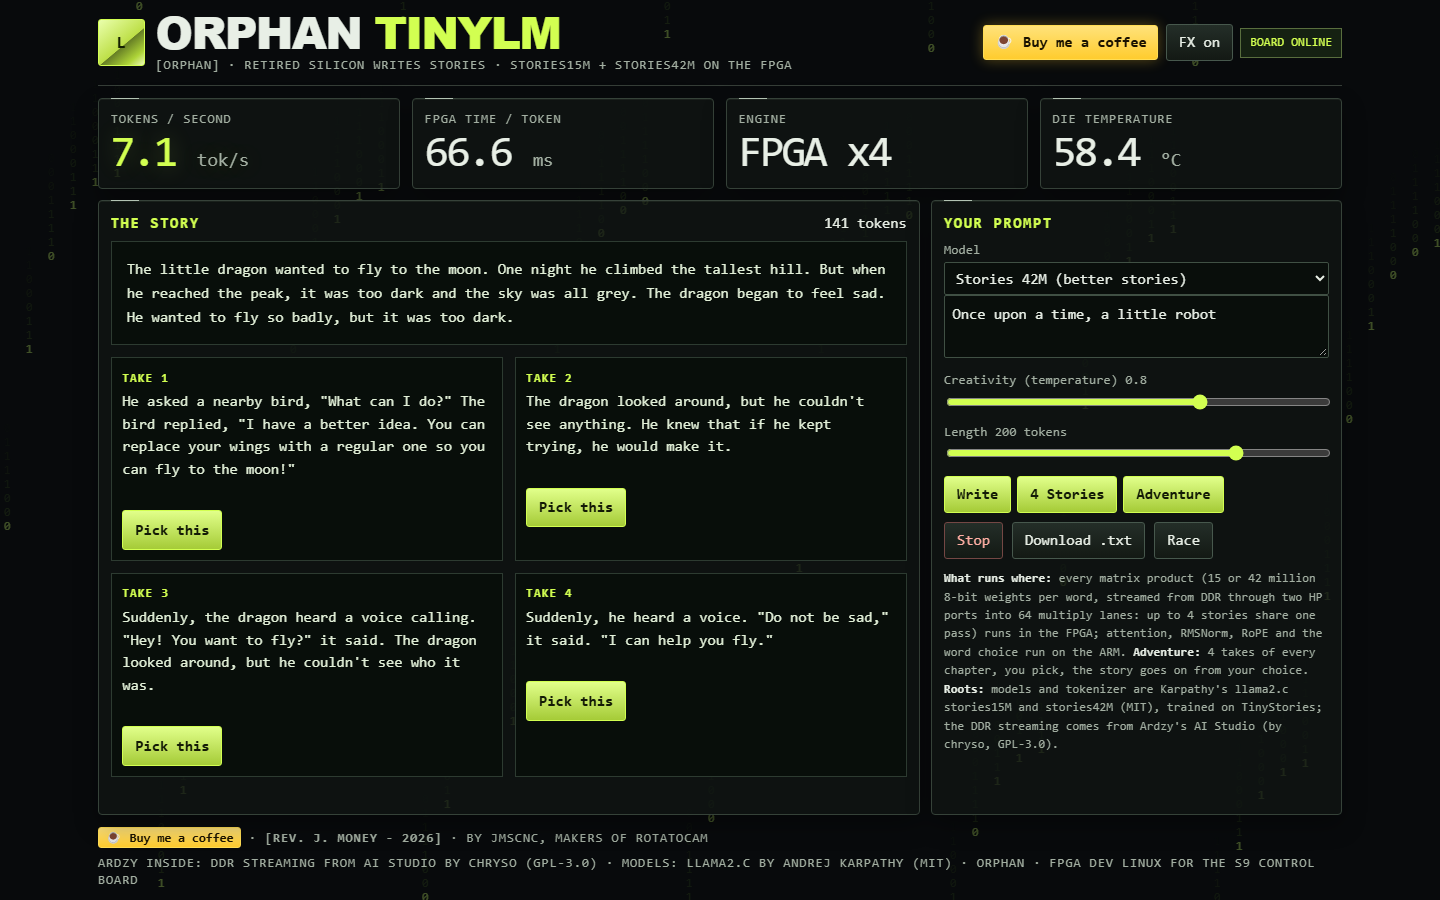 L
ORPHAN TINYLM
[ORPHAN] · RETIRED SILICON WRITES STORIES · STORIES15M + STORIES42M ON THE FPGA
Buy me a coffee
FX on
BOARD ONLINE
TOKENS / SECOND
7.1 tok/s
FPGA TIME / TOKEN
66.6 ms
ENGINE
FPGA x4
DIE TEMPERATURE
58.4 °C
THE STORY
141 tokens
The little dragon wanted to fly to the moon. One night he climbed the tallest hill. But when
he reached the peak, it was too dark and the sky was all grey. The dragon began to feel sad.
He wanted to fly so badly, but it was too dark.
TAKE 1
He asked a nearby bird, "What can I do?" The
bird replied, "I have a better idea. You can
replace your wings with a regular one so you
can fly to the moon!"
Pick this
TAKE 2
The dragon looked around, but he couldn't
see anything. He knew that if he kept
trying, he would make it.
Pick this
TAKE 3
Suddenly, the dragon heard a voice calling.
"Hey! You want to fly?" it said. The dragon
looked around, but he couldn't see who it
was.
Pick this
TAKE 4
Suddenly, he heard a voice. "Do not be sad,"
it said. "I can help you fly."
Pick this
YOUR PROMPT
Model
Stories 42M (better stories)
Once upon a time, a little robot
Creativity (temperature) 0.8
Length 200 tokens
Write
4 Stories
Adventure
Stop
Download .txt
Race
What runs where: every matrix product (15 or 42 million
8-bit weights per word, streamed from DDR through two HP
ports into 64 multiply lanes: up to 4 stories share one
pass) runs in the FPGA; attention, RMSNorm, RoPE and the
word choice run on the ARM. Adventure: 4 takes of every
chapter, you pick, the story goes on from your choice.
Roots: models and tokenizer are Karpathy's llama2.c
stories15M and stories42M (MIT), trained on TinyStories;
the DDR streaming comes from Ardzy's AI Studio (by
chryso, GPL-3.0).
Buy me a coffee · [REV. J. MONEY - 2026] · BY JMSCNC, MAKERS OF ROTATOCAM
ARDZY INSIDE: DDR STREAMING FROM AI STUDIO BY CHRYSO (GPL-3.0) · MODELS: LLAMA2.C BY ANDREJ KARPATHY (MIT) · ORPHAN · FPGA DEV LINUX FOR THE S9 CONTROL
BOARD